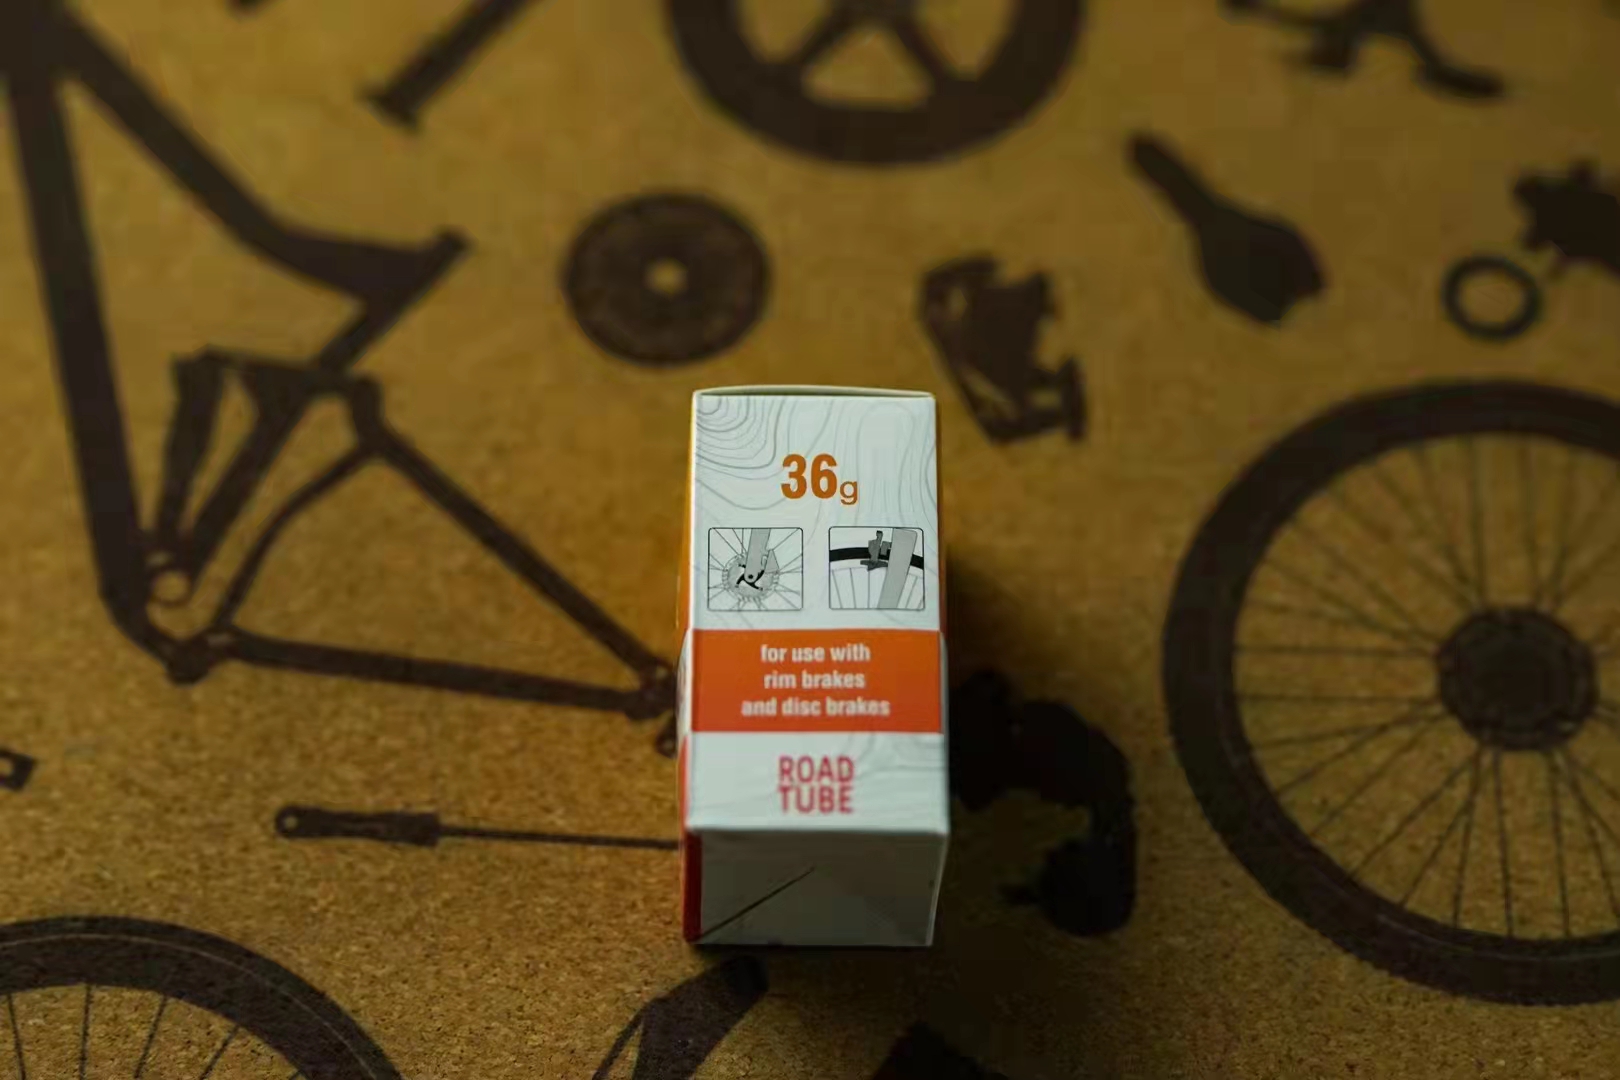 36g
for use with
rim brakes
and disc brakes
ROAD
TUBE